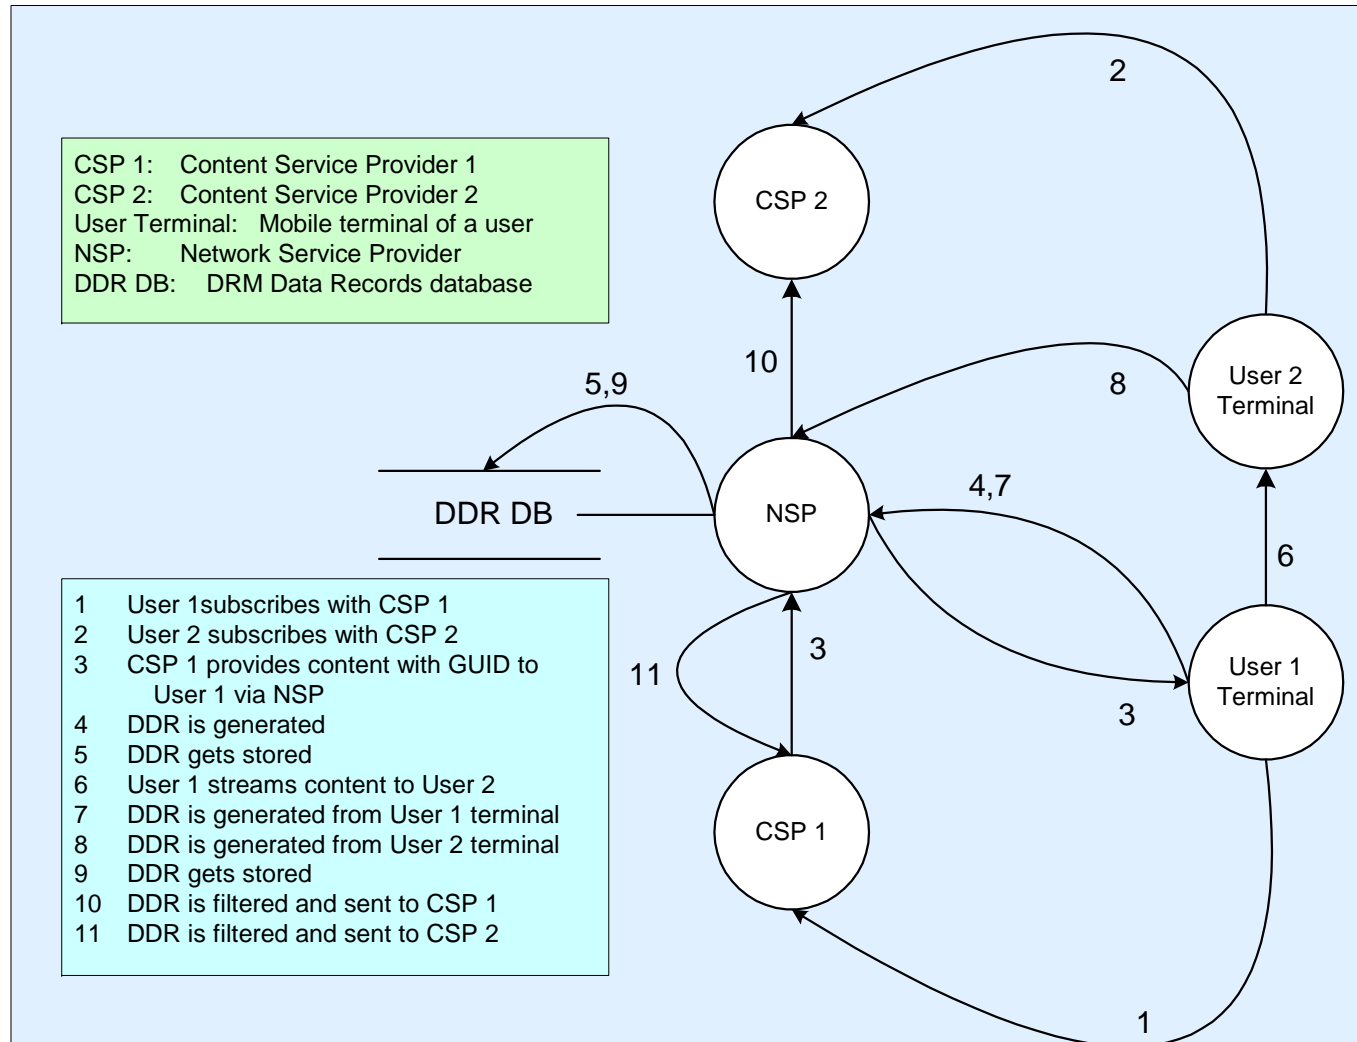 2
CSP 1: Content Service Provider 1
CSP 2: Content Service Provider 2
User Terminal: Mobile terminal of a user
NSP: Network Service Provider
DDR DB: DRM Data Records database
CSP 2
10
5,9
8
User 2
Terminal
DDR DB
NSP
4,7
6
1 User 1subscribes with CSP 1
2 User 2 subscribes with CSP 2
3 CSP 1 provides content with GUID to
User 1 via NSP
4 DDR is generated
5 DDR gets stored
6 User 1 streams content to User 2
7 DDR is generated from User 1 terminal
8 DDR is generated from User 2 terminal
9 DDR gets stored
10 DDR is filtered and sent to CSP 1
11 DDR is filtered and sent to CSP 2
11
3
3
User 1
Terminal
CSP 1
1